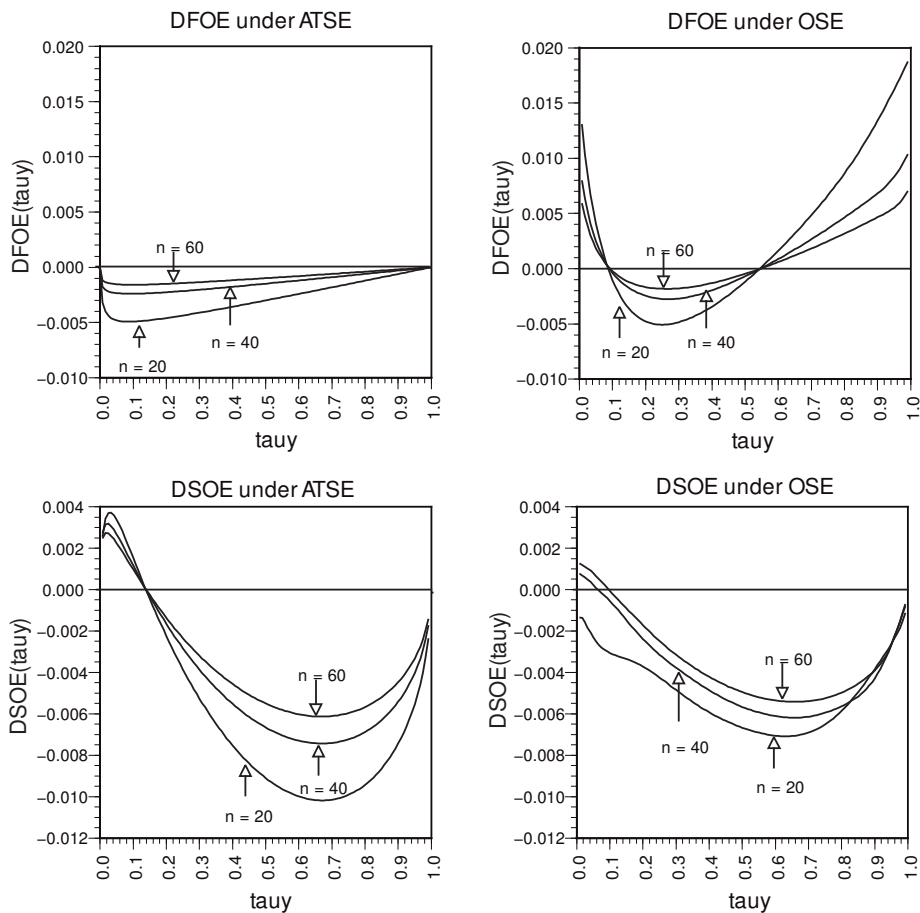 DFOE under ATSE
DFOE(tauy)
0.020
0.015
0.010
0.005
0.000
−0.005
−0.010
n = 60
n = 40
n = 20
0.0 0.1 0.2 0.3 0.4 0.5 0.6 0.7 0.8 0.9 1.0
tauy
DFOE under OSE
DFOE(tauy)
0.020
0.015
0.010
0.005
0.000
−0.005
−0.010
n = 60
n = 20
n = 40
0.0 0.1 0.2 0.3 0.4 0.5 0.6 0.7 0.8 0.9 1.0
tauy
DSOE under ATSE
DSOE(tauy)
0.004
0.002
0.000
−0.002
−0.004
−0.006
−0.008
−0.010
−0.012
n = 60
n = 40
n = 20
0.0 0.1 0.2 0.3 0.4 0.5 0.6 0.7 0.8 0.9 1.0
tauy
DSOE under OSE
DSOE(tauy)
0.004
0.002
0.000
−0.002
−0.004
−0.006
−0.008
−0.010
−0.012
n = 60
n = 40
n = 20
0.0 0.1 0.2 0.3 0.4 0.5 0.6 0.7 0.8 0.9 1.0
tauy